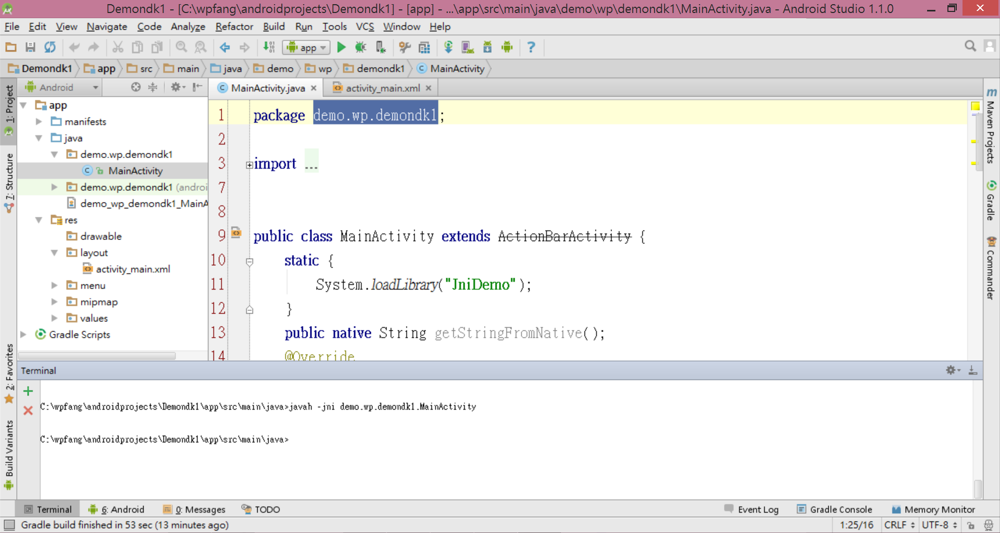 Demondk1 - [C:\wpfang\androidprojects\Demondk1] - [app] - ...\app\src\main\java\demo\wp\demondk1\MainActivity.java - Android Studio 1.1.0
File Edit View Navigate Code Analyze Refactor Build Run Tools VCS Window Help
app
Demondk1 app src main java demo wp demondk1 MainActivity
1: Project
7: Structure
2: Favorites
Build Variants
Android
app
manifests
java
demo.wp.demondk1
MainActivity
demo.wp.demondk1 (androi
demo_wp_demondk1_MainA
res
drawable
layout
activity_main.xml
menu
mipmap
values
Gradle Scripts
MainActivity.java activity_main.xml
1 package demo.wp.demondk1;
2
3 import ...
7
8
9 public class MainActivity extends ActionBarActivity {
10 static {
11 System.loadLibrary("JniDemo");
12 }
13 public native String getStringFromNative();
14 @Override
Maven Projects
Gradle
Commander
Terminal
C:\wpfang\androidprojects\Demondk1\app\src\main\java>javah -jni demo.wp.demondk1.MainActivity
C:\wpfang\androidprojects\Demondk1\app\src\main\java>
Terminal 6: Android 0: Messages TODO Event Log Gradle Console Memory Monitor
Gradle build finished in 53 sec (13 minutes ago) 1:25/16 CRLF UTF-8